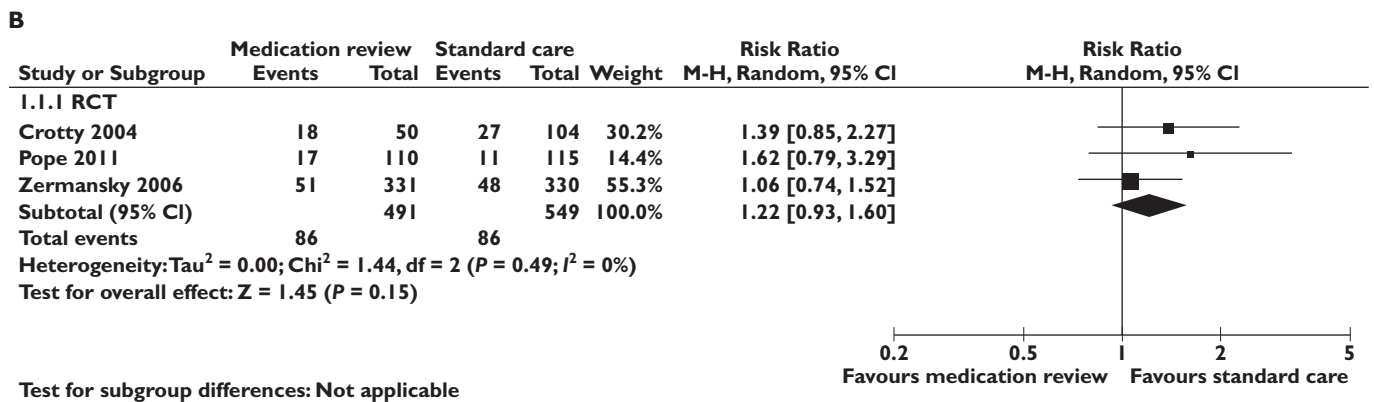 B
Medication review Standard care Risk Ratio Risk Ratio
Study or Subgroup Events Total Events Total Weight M-H, Random, 95% CI M-H, Random, 95% CI
1.1.1 RCT
Crotty 2004 18 50 27 104 30.2% 1.39 [0.85, 2.27]
Pope 2011 17 110 11 115 14.4% 1.62 [0.79, 3.29]
Zermansky 2006 51 331 48 330 55.3% 1.06 [0.74, 1.52]
Subtotal (95% CI) 491 549 100.0% 1.22 [0.93, 1.60]
Total events 86 86
Heterogeneity: Tau² = 0.00; Chi² = 1.44, df = 2 (P = 0.49; I² = 0%)
Test for overall effect: Z = 1.45 (P = 0.15)
0.2 0.5 1 2 5
Favours medication review Favours standard care
Test for subgroup differences: Not applicable